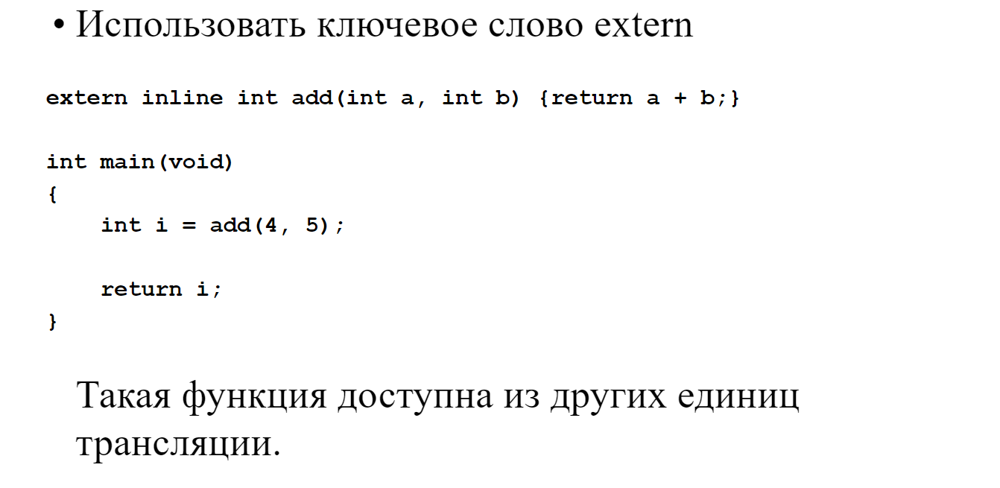 • Использовать ключевое слово extern
extern inline int add(int a, int b) {return a + b;}
int main(void)
{
    int i = add(4, 5);
    return i;
}
Такая функция доступна из других единиц
трансляции.